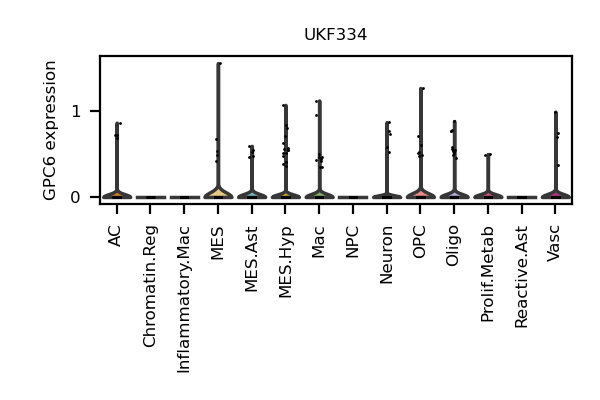 UKF334
GPC6 expression
1
0
AC
Chromatin.Reg
Inflammatory.Mac
MES
MES.Ast
MES.Hyp
Mac
NPC
Neuron
OPC
Oligo
Prolif.Metab
Reactive.Ast
Vasc